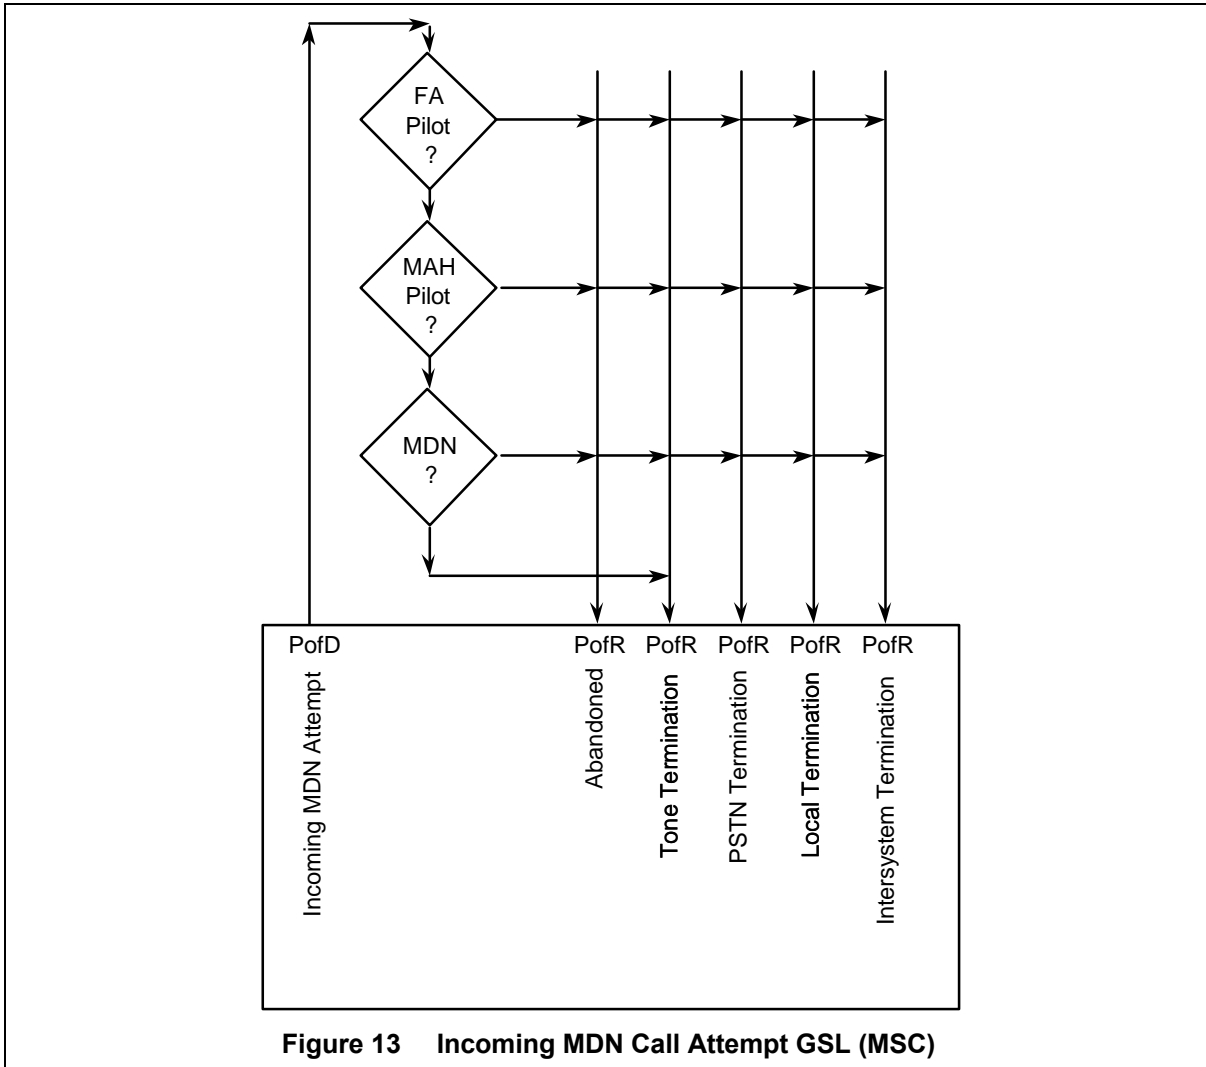 FA
Pilot
?
MAH
Pilot
?
MDN
?
PofD
PofR
PofR
PofR
PofR
PofR
Incoming MDN Attempt
Abandoned
Tone Termination
PSTN Termination
Local Termination
Intersystem Termination
Figure 13 Incoming MDN Call Attempt GSL (MSC)